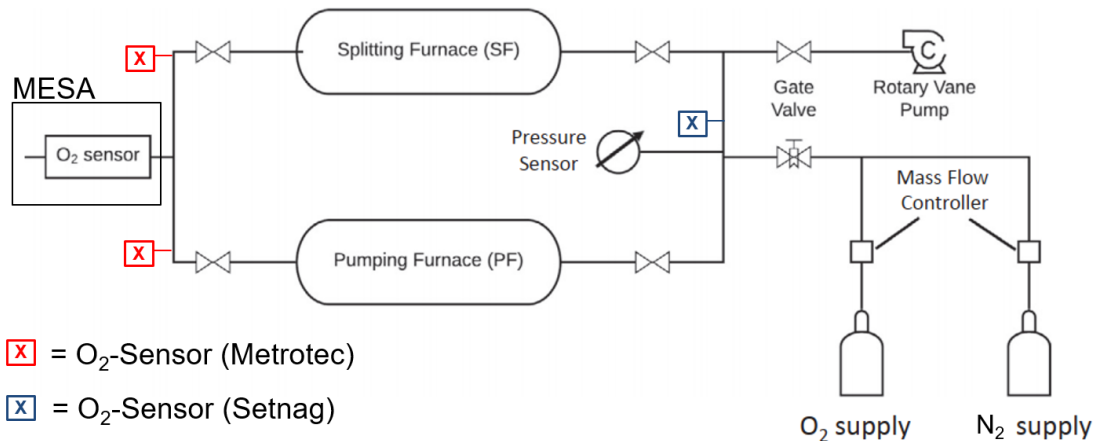 Splitting Furnace (SF)
C
X
MESA
Gate
Valve
Rotary Vane
Pump
X
Pressure
Sensor
O₂ sensor
Mass Flow
Controller
X
Pumping Furnace (PF)
X = O₂-Sensor (Metrotec)
X = O₂-Sensor (Setnag)
O₂ supply
N₂ supply